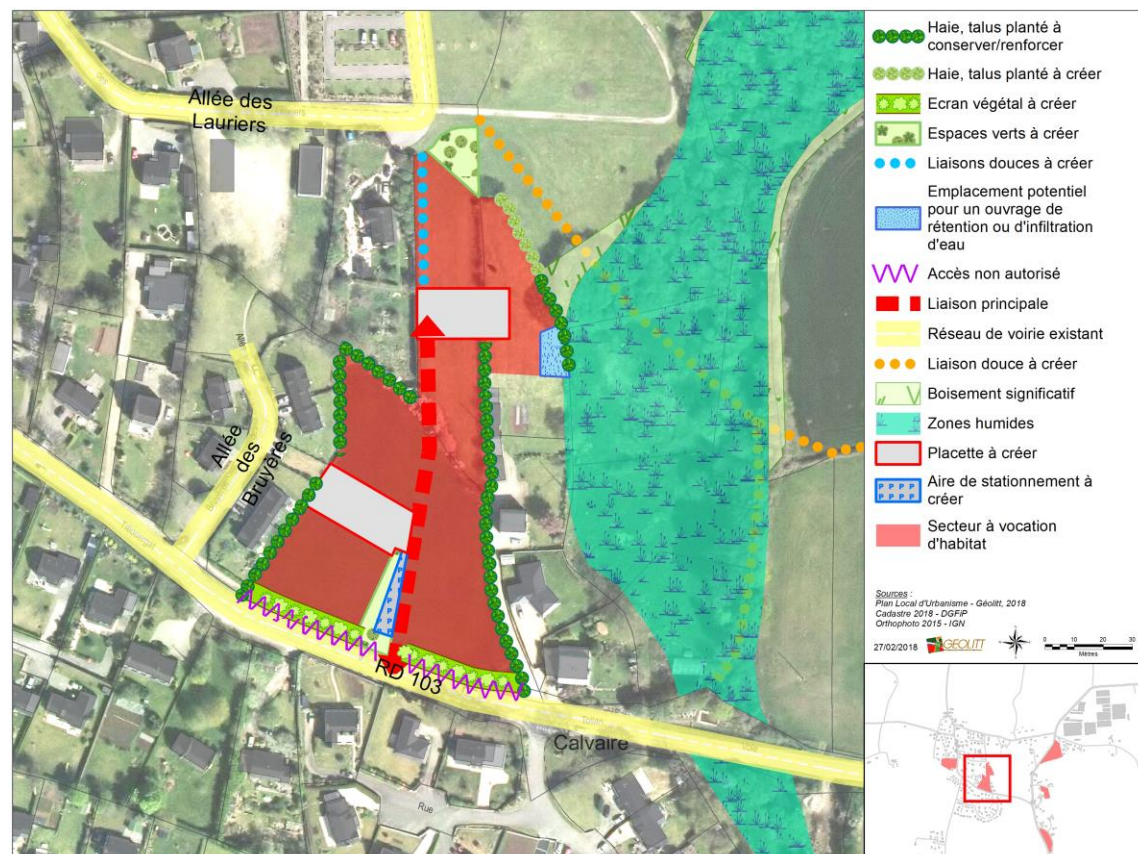 Allée des
Lauriers
Allée
des
Bruyères
RD 103
Calvaire
Rue
Haie, talus planté à
conserver/renforcer
Haie, talus planté à créer
Ecran végétal à créer
Espaces verts à créer
Liaisons douces à créer
Emplacement potentiel
pour un ouvrage de
rétention ou d'infiltration
d'eau
Accès non autorisé
Liaison principale
Réseau de voirie existant
Liaison douce à créer
Boisement significatif
Zones humides
Placette à créer
Aire de stationnement à
créer
Secteur à vocation
d'habitat
Sources :
Plan Local d'Urbanisme - Géolitt, 2018
Cadastre 2018 - DGFiP
Orthophoto 2015 - IGN
27/02/2018 GEOLITT
0 10 20 30
Mètres